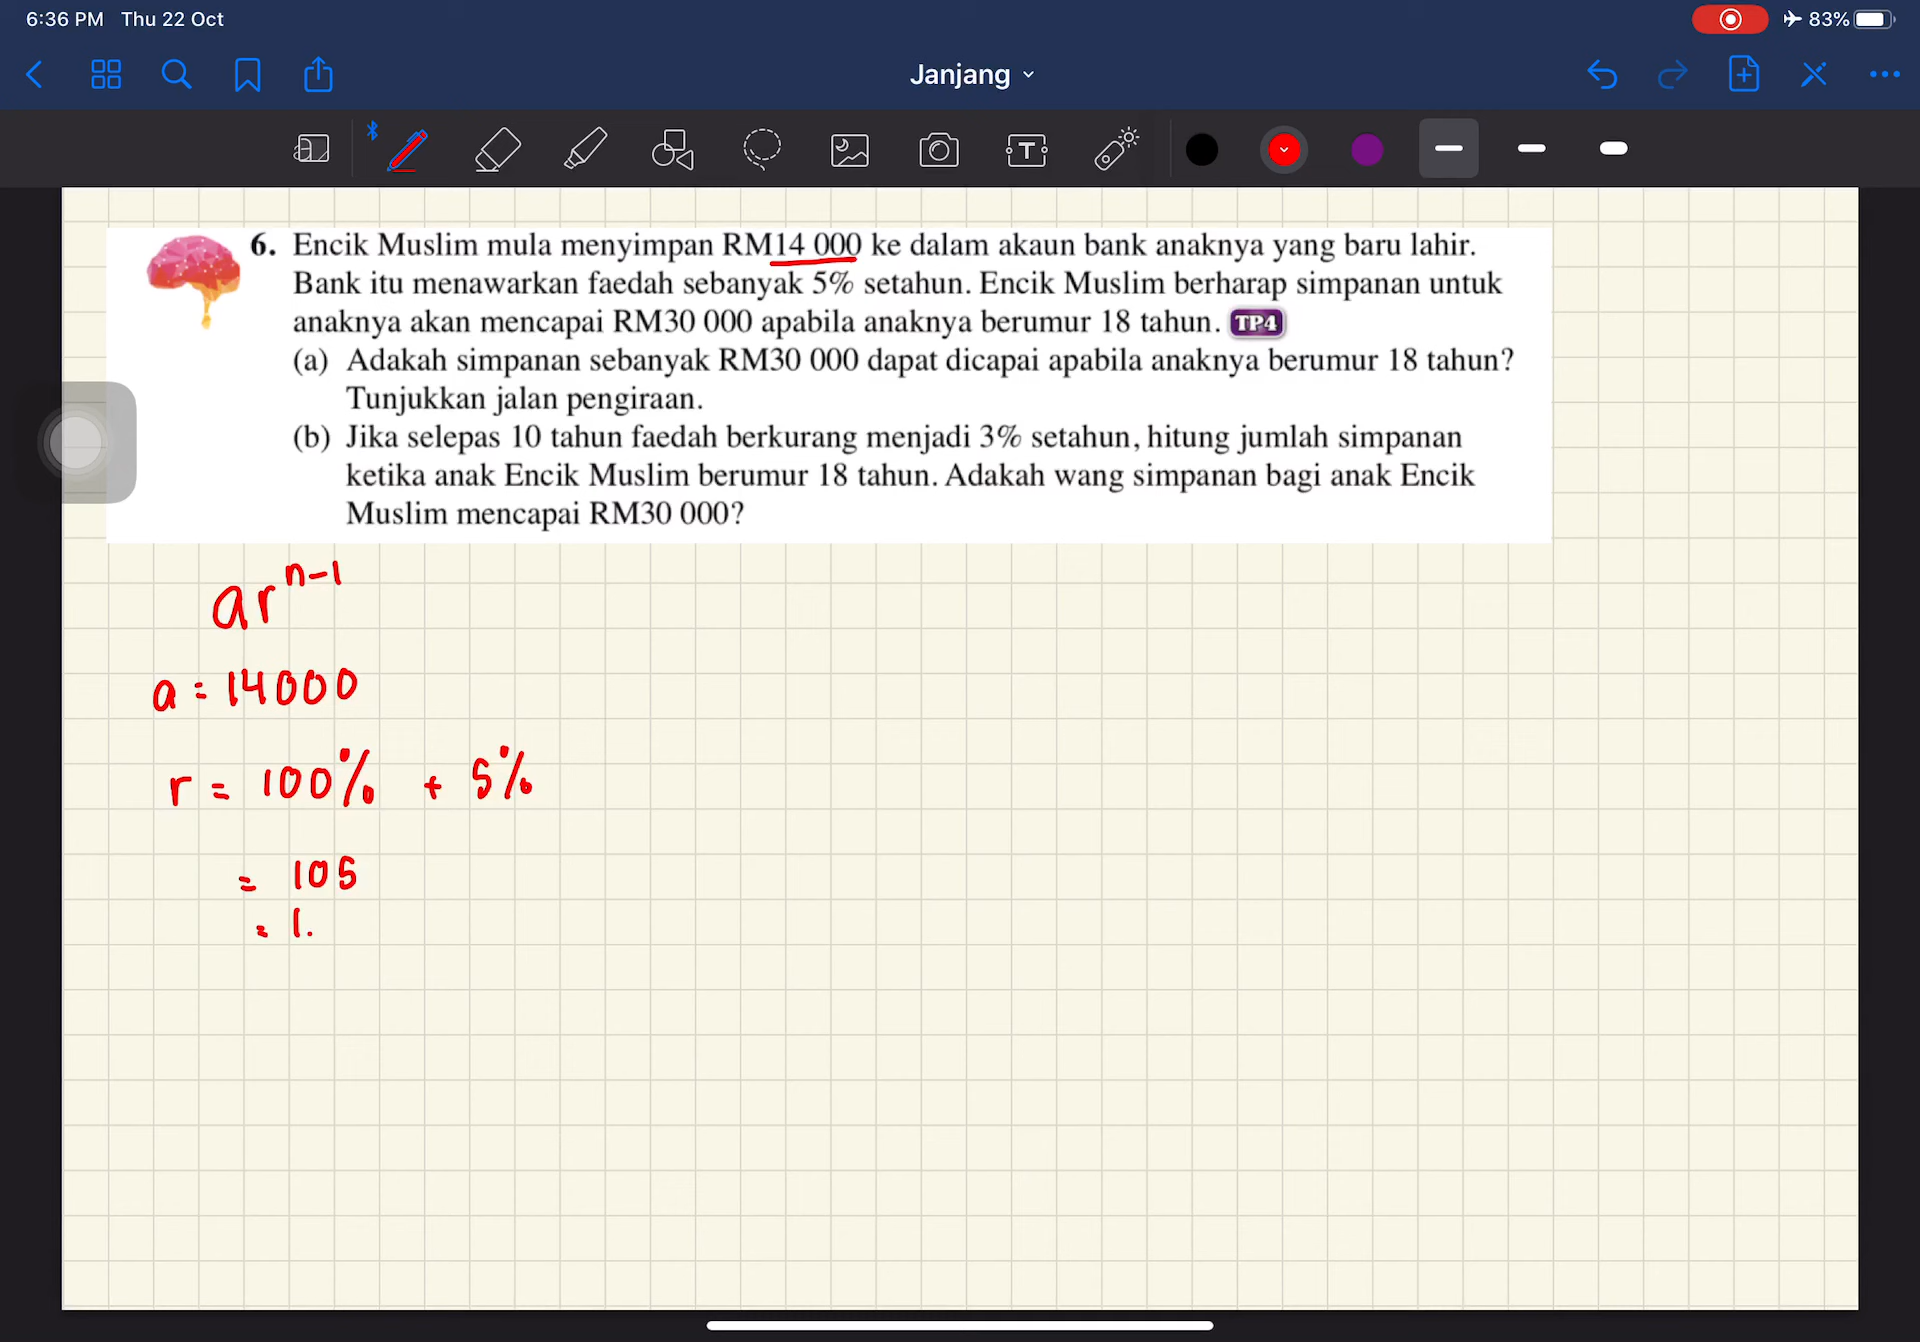 6:36 PM Thu 22 Oct
83%
Janjang
6. Encik Muslim mula menyimpan RM14 000 ke dalam akaun bank anaknya yang baru lahir.
Bank itu menawarkan faedah sebanyak 5% setahun. Encik Muslim berharap simpanan untuk
anaknya akan mencapai RM30 000 apabila anaknya berumur 18 tahun. TP4
(a) Adakah simpanan sebanyak RM30 000 dapat dicapai apabila anaknya berumur 18 tahun?
Tunjukkan jalan pengiraan.
(b) Jika selepas 10 tahun faedah berkurang menjadi 3% setahun, hitung jumlah simpanan
ketika anak Encik Muslim berumur 18 tahun. Adakah wang simpanan bagi anak Encik
Muslim mencapai RM30 000?
ar^{n-1}
a = 14000
r = 100% + 5%
= 105
= 1.